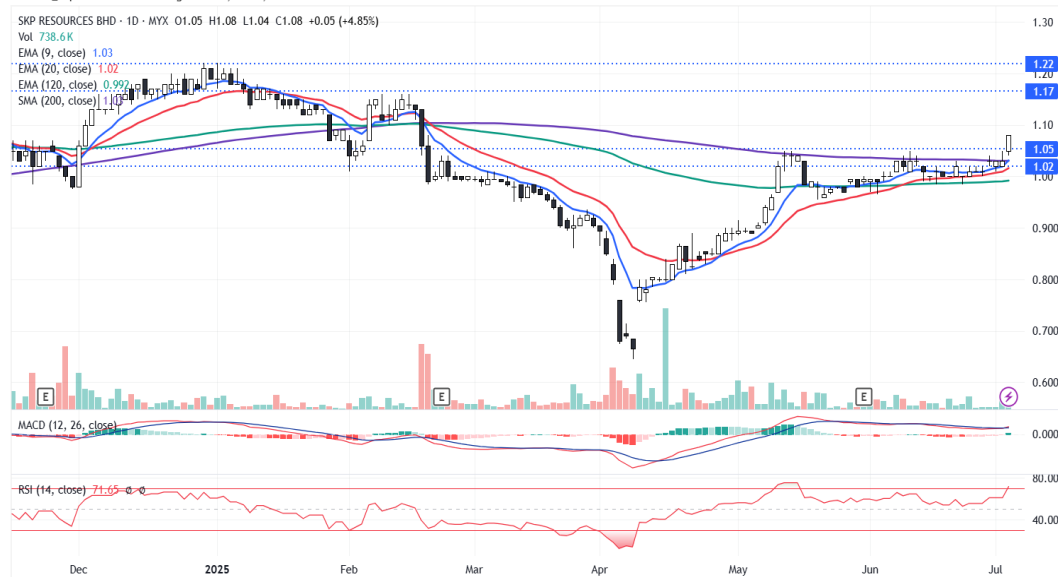 SKP RESOURCES BHD · 1D · MYX O1.05 H1.08 L1.04 C1.08 +0.05 (+4.85%)
Vol 738.6K
EMA (9, close) 1.03
EMA (20, close) 1.02
EMA (120, close) 0.992
SMA (200, close)
1.30
1.22
1.20
1.17
1.10
1.05
1.02
1.00
0.900
0.800
0.700
0.600
E
E
E
MACD (12, 26, close)
0.000
RSI (14, close) 71.65 ø ø
80.00
40.00
Dec 2025 Feb Mar Apr May Jun Jul